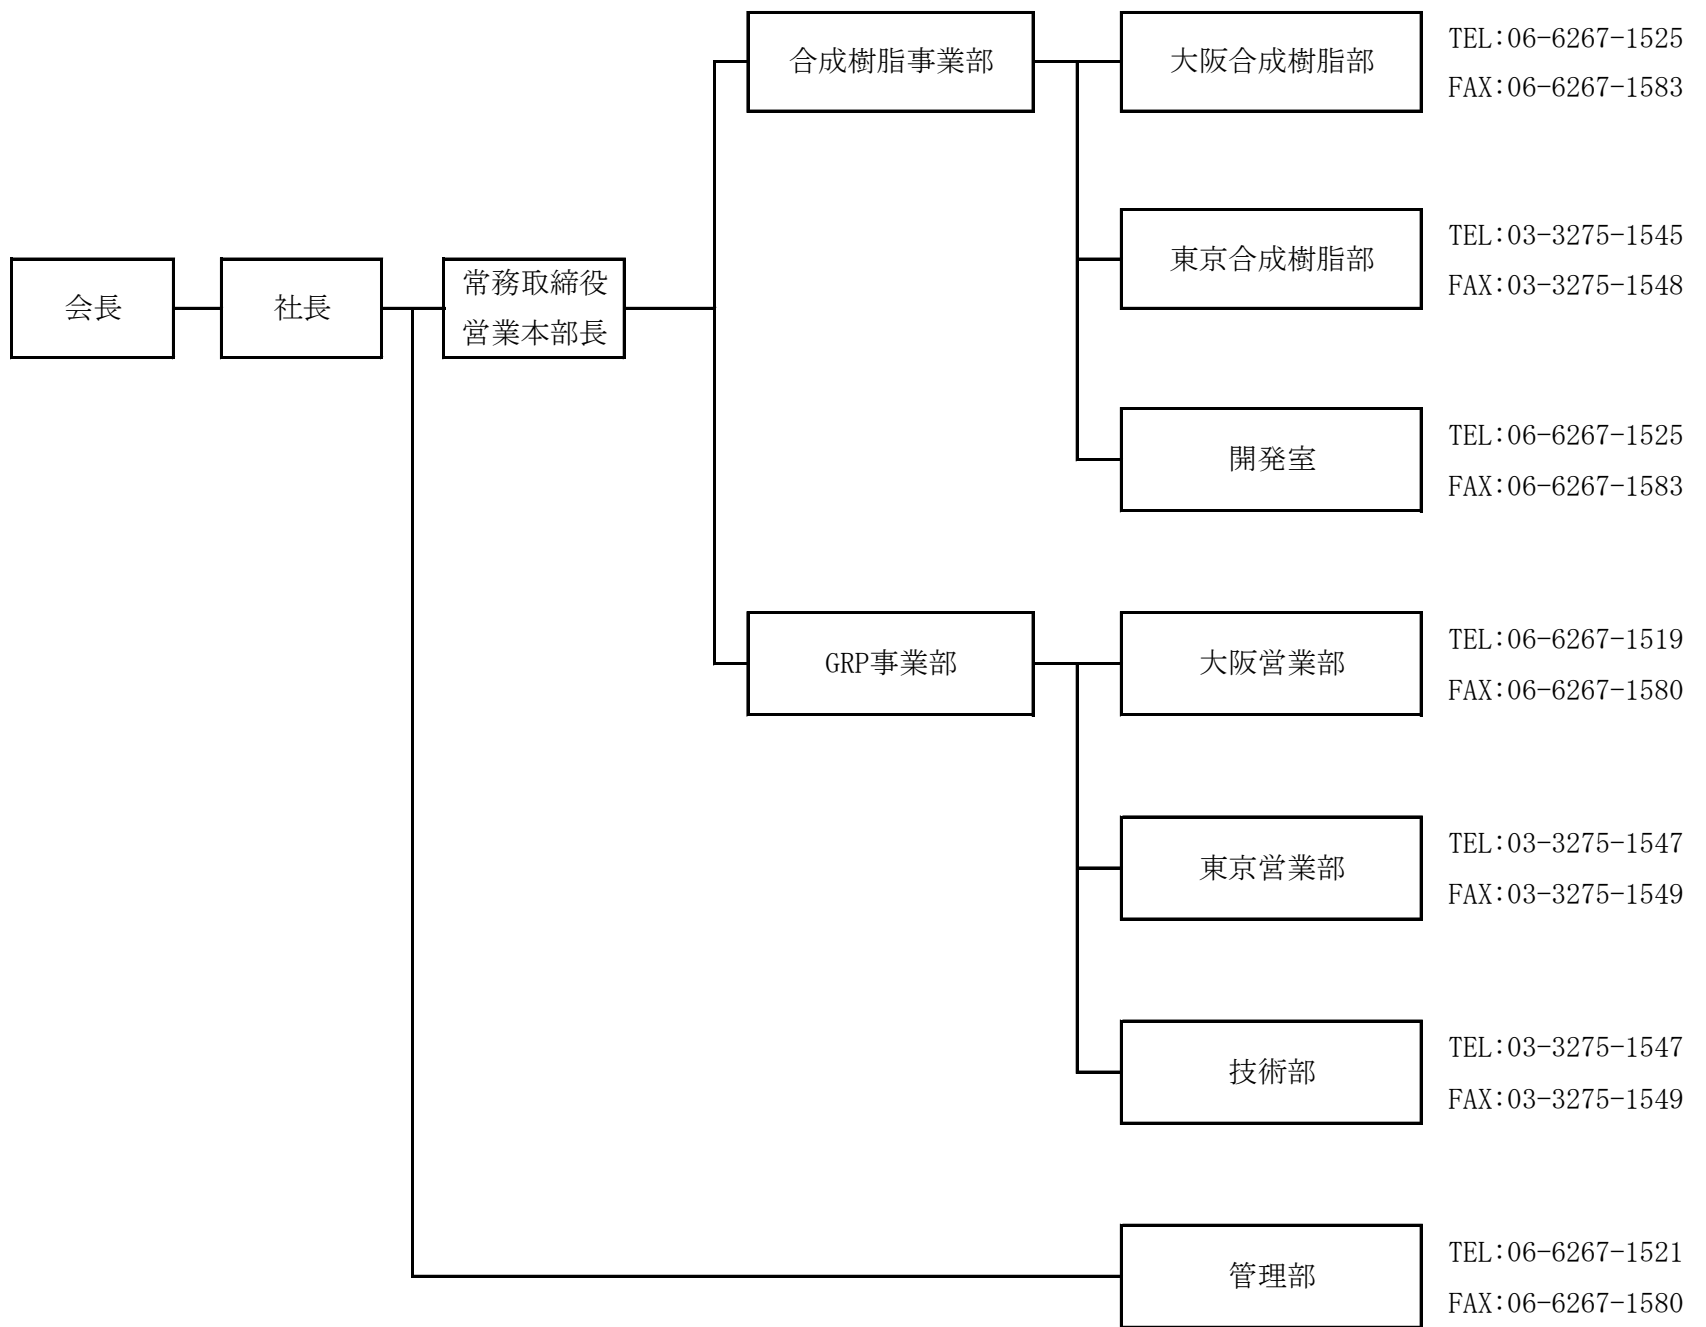 合成樹脂事業部
大阪合成樹脂部
TEL:06-6267-1525
FAX:06-6267-1583
東京合成樹脂部
TEL:03-3275-1545
FAX:03-3275-1548
会長
社長
常務取締役
営業本部長
開発室
TEL:06-6267-1525
FAX:06-6267-1583
GRP事業部
大阪営業部
TEL:06-6267-1519
FAX:06-6267-1580
東京営業部
TEL:03-3275-1547
FAX:03-3275-1549
技術部
TEL:03-3275-1547
FAX:03-3275-1549
管理部
TEL:06-6267-1521
FAX:06-6267-1580